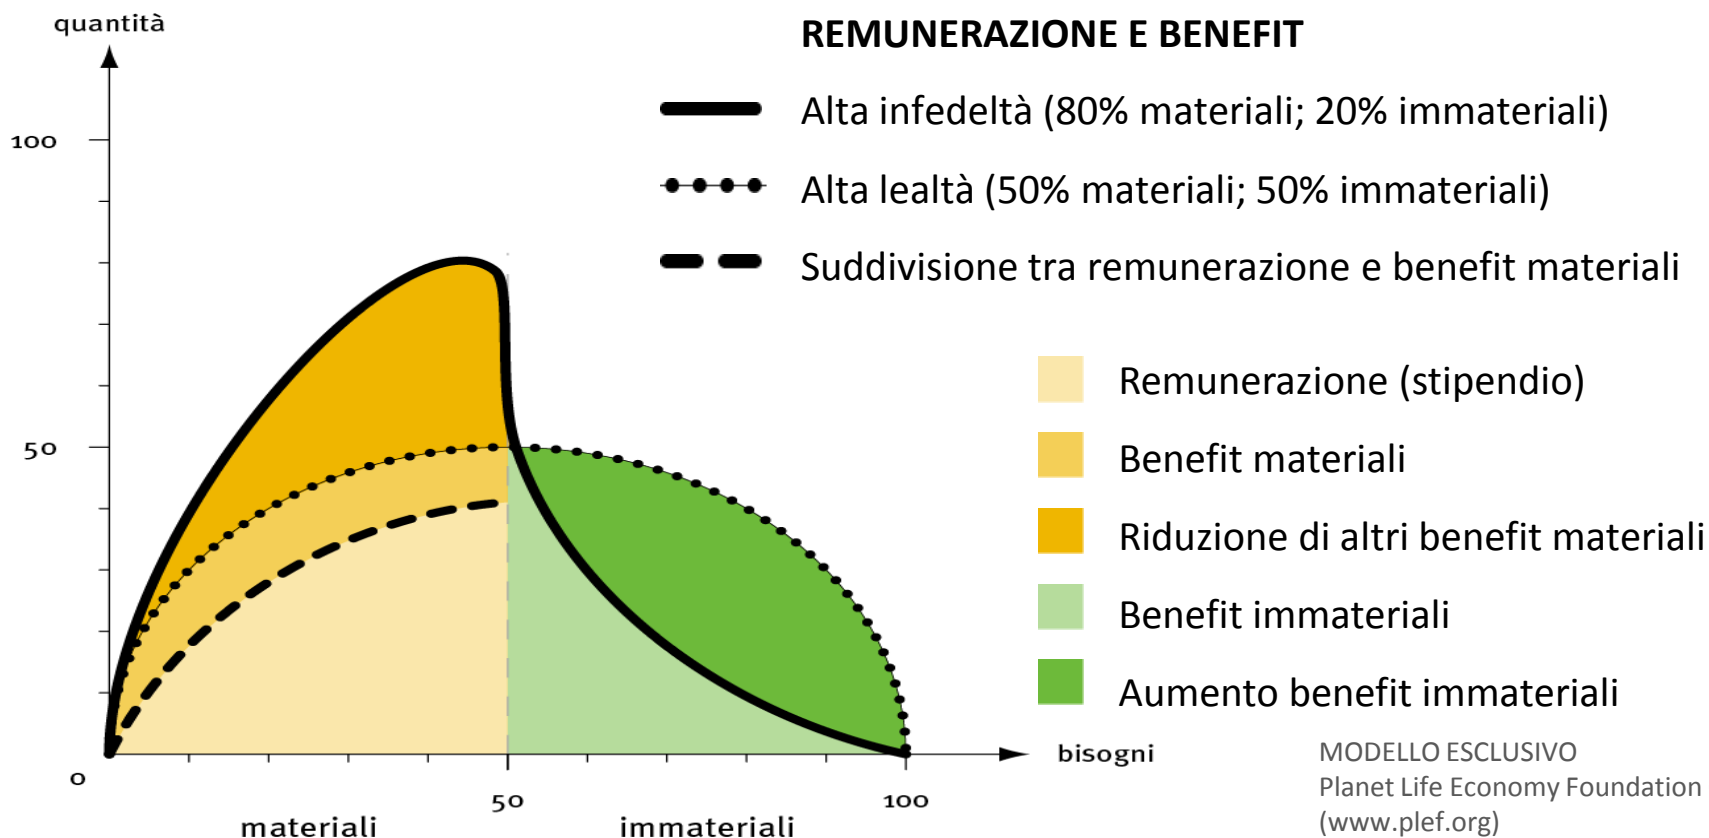 quantità
REMUNERAZIONE E BENEFIT
Alta infedeltà (80% materiali; 20% immateriali)
100
Alta lealtà (50% materiali; 50% immateriali)
Suddivisione tra remunerazione e benefit materiali
Remunerazione (stipendio)
50
Benefit materiali
Riduzione di altri benefit materiali
Benefit immateriali
Aumento benefit immateriali
bisogni
0
50
100
materiali
immateriali
MODELLO ESCLUSIVO
Planet Life Economy Foundation
(www.plef.org)